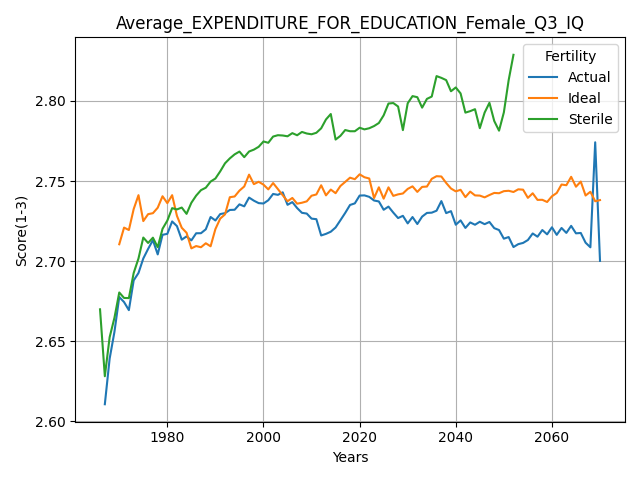 Average_EXPENDITURE_FOR_EDUCATION_Female_Q3_IQ
Fertility
Actual
Ideal
Sterile
Score(1-3)
2.80
2.75
2.70
2.65
2.60
1980 2000 2020 2040 2060
Years